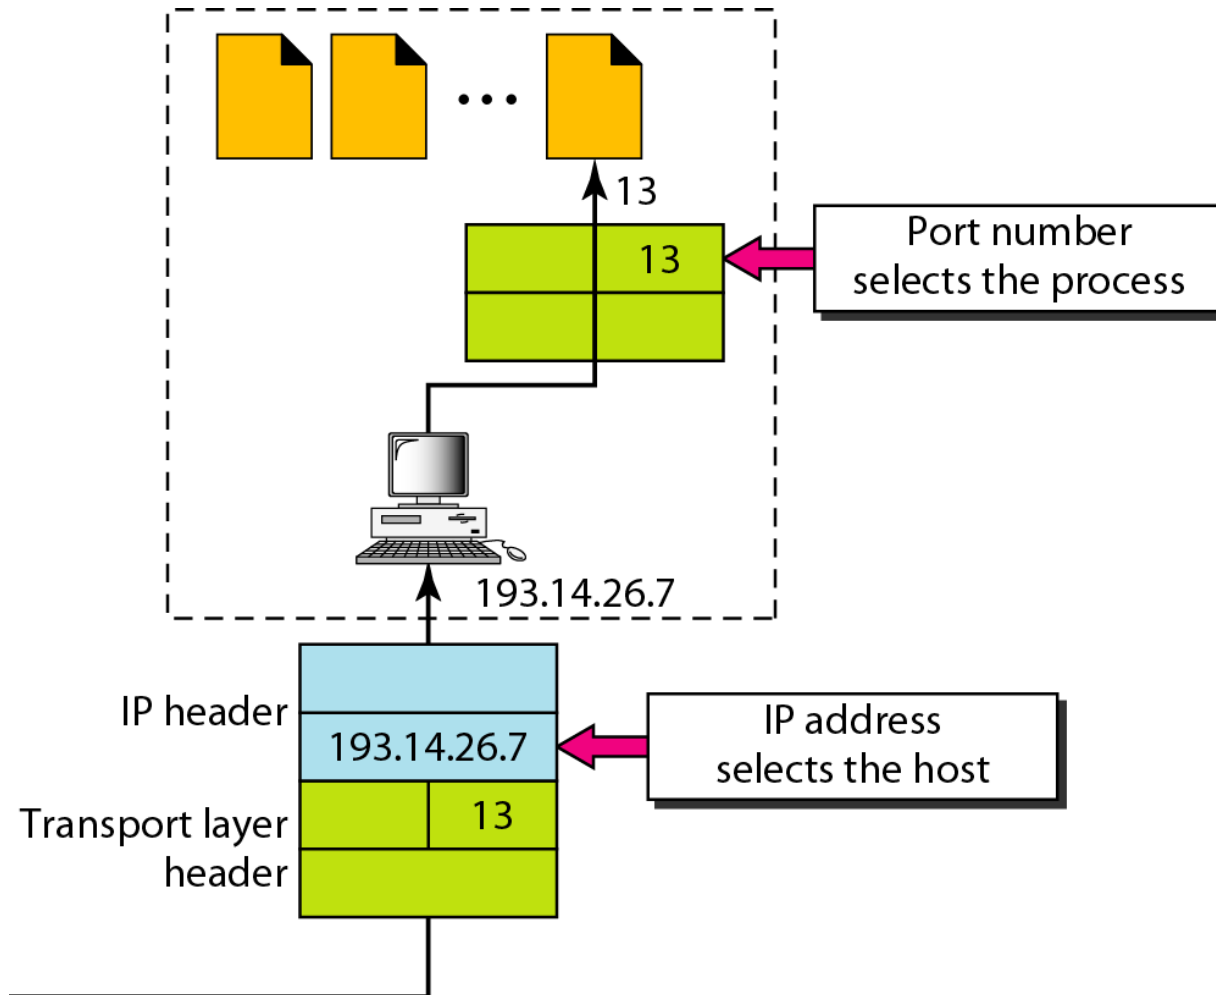 13
13
Port number
selects the process
193.14.26.7
IP header
193.14.26.7
IP address
selects the host
Transport layer
header
13